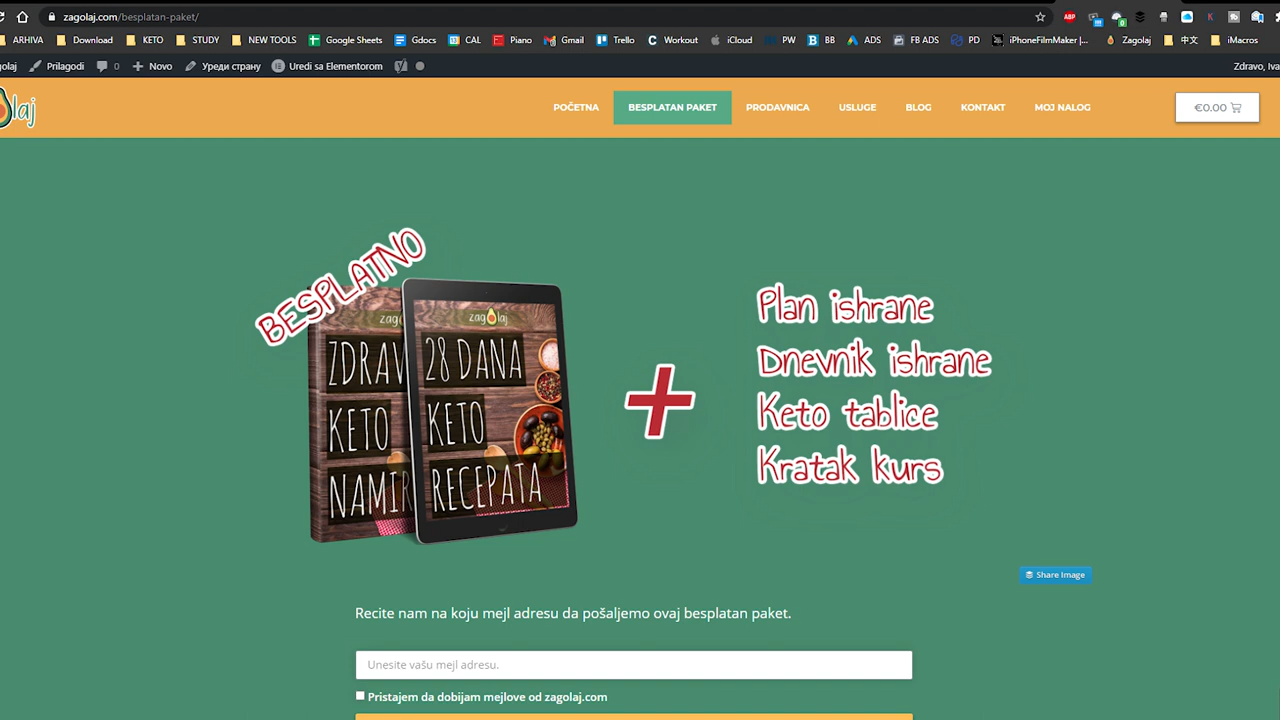 zagolaj.com/besplatan-paket/
ABP
ARHIVA Download KETO STUDY NEW TOOLS Google Sheets Gdocs CAL Piano Gmail Trello Workout iCloud PW BB ADS FB ADS PD iPhoneFilmMaker |... Zagolaj 中文 iMacros
golaj Prilagodi 0 Novo Уреди страну Uredi sa Elementorom Zdravo, Iva
olaj POČETNA BESPLATAN PAKET PRODAVNICA USLUGE BLOG KONTAKT MOJ NALOG €0.00
BESPLATNO
zag
ZDRAV
KETO
NAMIR
zagolaj
28 DANA
KETO
RECEPATA
+
Plan ishrane
Dnevnik ishrane
Keto tablice
Kratak kurs
Share Image
Recite nam na koju mejl adresu da pošaljemo ovaj besplatan paket.
Unesite vašu mejl adresu.
Pristajem da dobijam mejlove od zagolaj.com